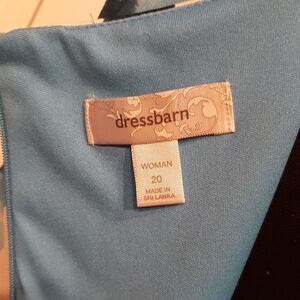 dressbarn
WOMAN
20
MADE IN
SRI LANKA